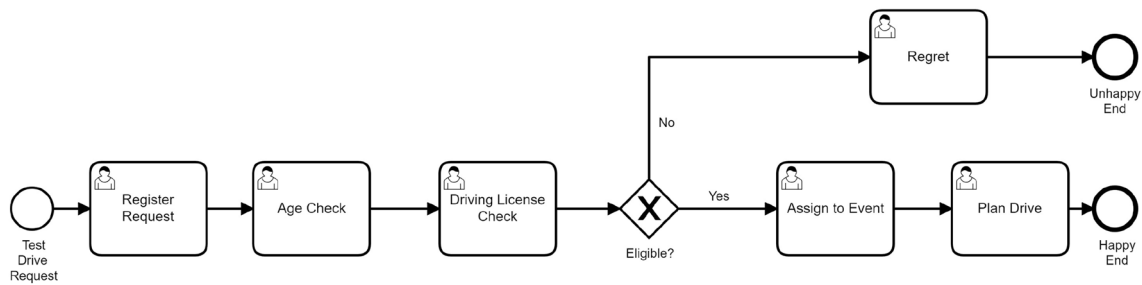 Regret
Unhappy
End
No
Register
Request
Age Check
Driving License
Check
Yes
Assign to Event
Plan Drive
Test
Drive
Request
Eligible?
Happy
End